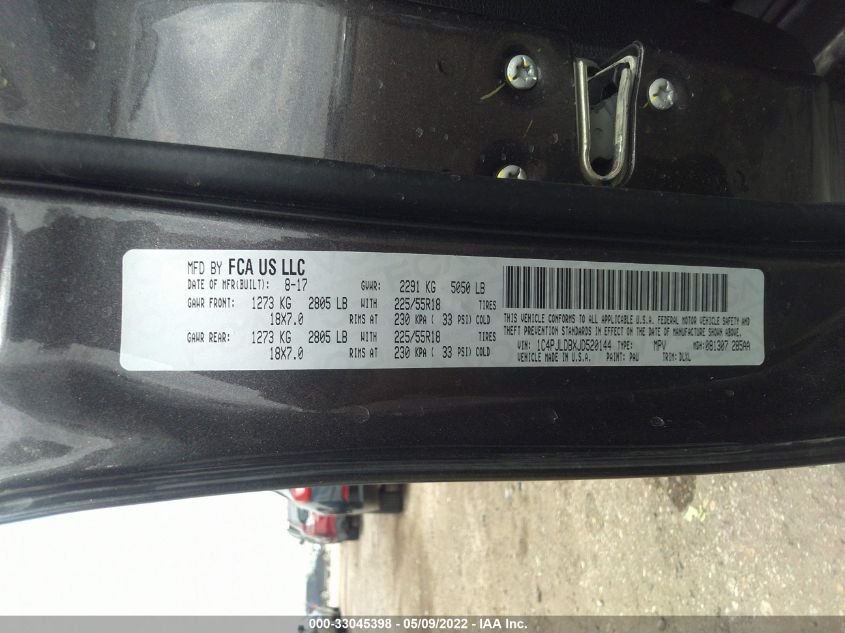 MFD BY FCA US LLC
DATE OF MFR(BUILT): 8-17 GVWR: 2291 KG 5050 LB
GAWR FRONT: 1273 KG 2805 LB WITH 225/55R18 TIRES
18X7.0 RIMS AT 230 KPA ( 33 PSI) COLD
GAWR REAR: 1273 KG 2805 LB WITH 225/55R18 TIRES
18X7.0 RIMS AT 230 KPA ( 33 PSI) COLD
THIS VEHICLE CONFORMS TO ALL APPLICABLE U.S.A. FEDERAL MOTOR VEHICLE SAFETY AND
THEFT PREVENTION STANDARDS IN EFFECT ON THE DATE OF MANUFACTURE SHOWN ABOVE.
VIN: 1C4PJLDBXJD520144 TYPE: MPV MDH:081307 285AA
VEHICLE MADE IN U.S.A. PAINT: PAU TRIM: DLXL
000-33045398 - 05/09/2022 - IAA Inc.